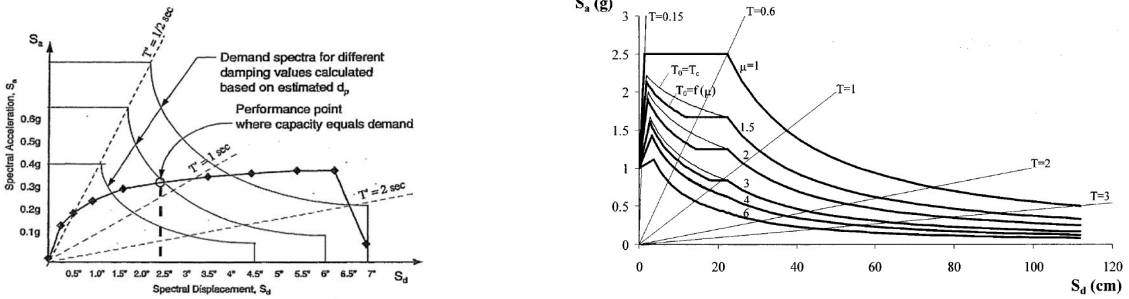 Sa
T = 1/2 sec
Demand spectra for different
damping values calculated
based on estimated dp
Performance point
where capacity equals demand
Spectral Acceleration, Sa
0.6g
0.5g
0.4g
0.3g
0.2g
0.1g
T = 1 sec
T = 2 sec
0.5" 1.0" 1.5" 2.0" 2.5" 3.5" 4.5" 5" 6" 6.5" 7" Sd
Spectral Displacement, Sd
Sa (g)
T=0.15
T=0.6
3
2.5
2
1.5
1
0.5
0
μ=1
T0=Tc
T0=f (μ)
T=1
1.5
2
3
4
6
T=2
T=3
0 20 40 60 80 100 120
Sd (cm)